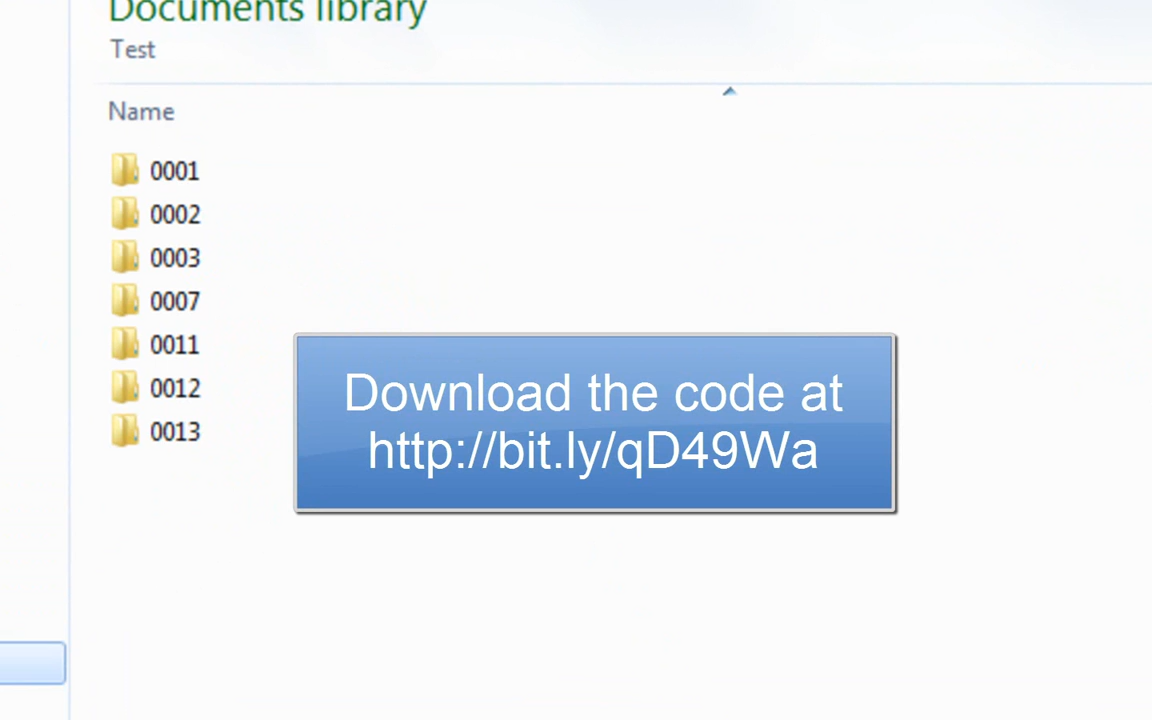 Documents library
Test
Name
0001
0002
0003
0007
0011
0012
0013
Download the code at
http://bit.ly/qD49Wa